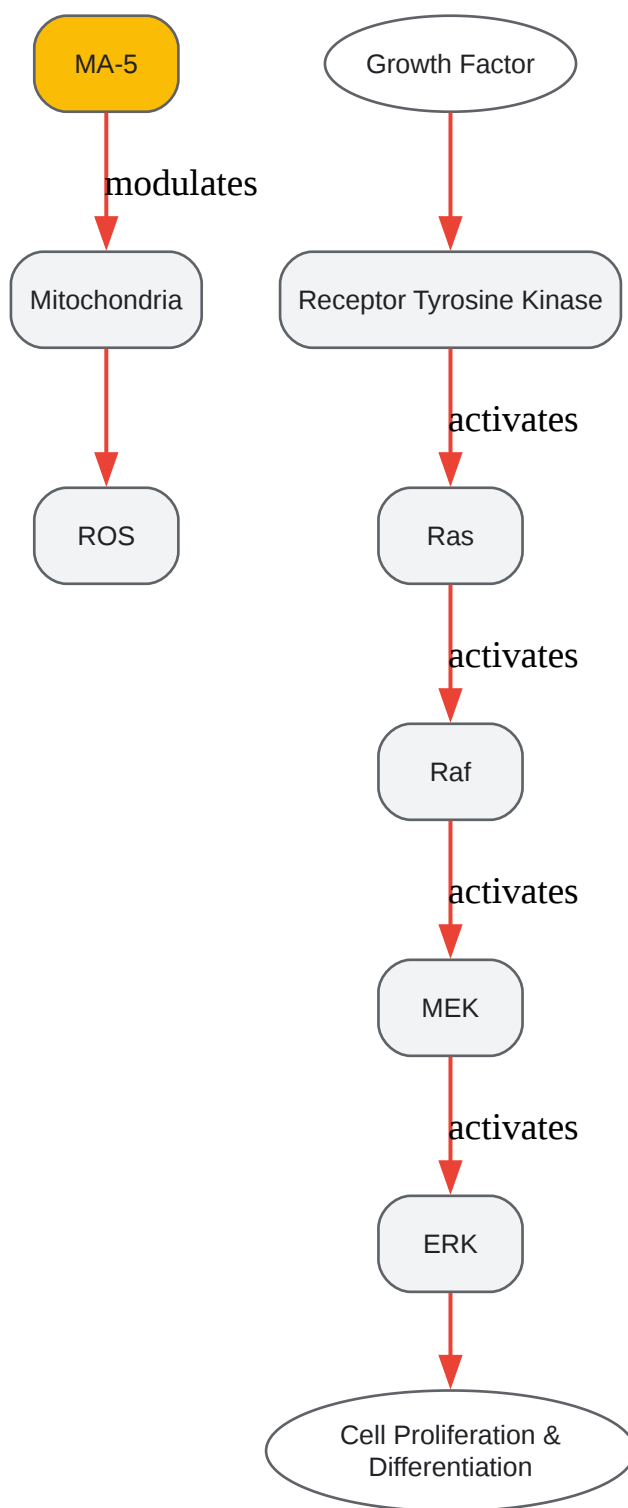 MA-5
modulates
Mitochondria
ROS
Growth Factor
Receptor Tyrosine Kinase
activates
Ras
activates
Raf
activates
MEK
activates
ERK
Cell Proliferation &
Differentiation